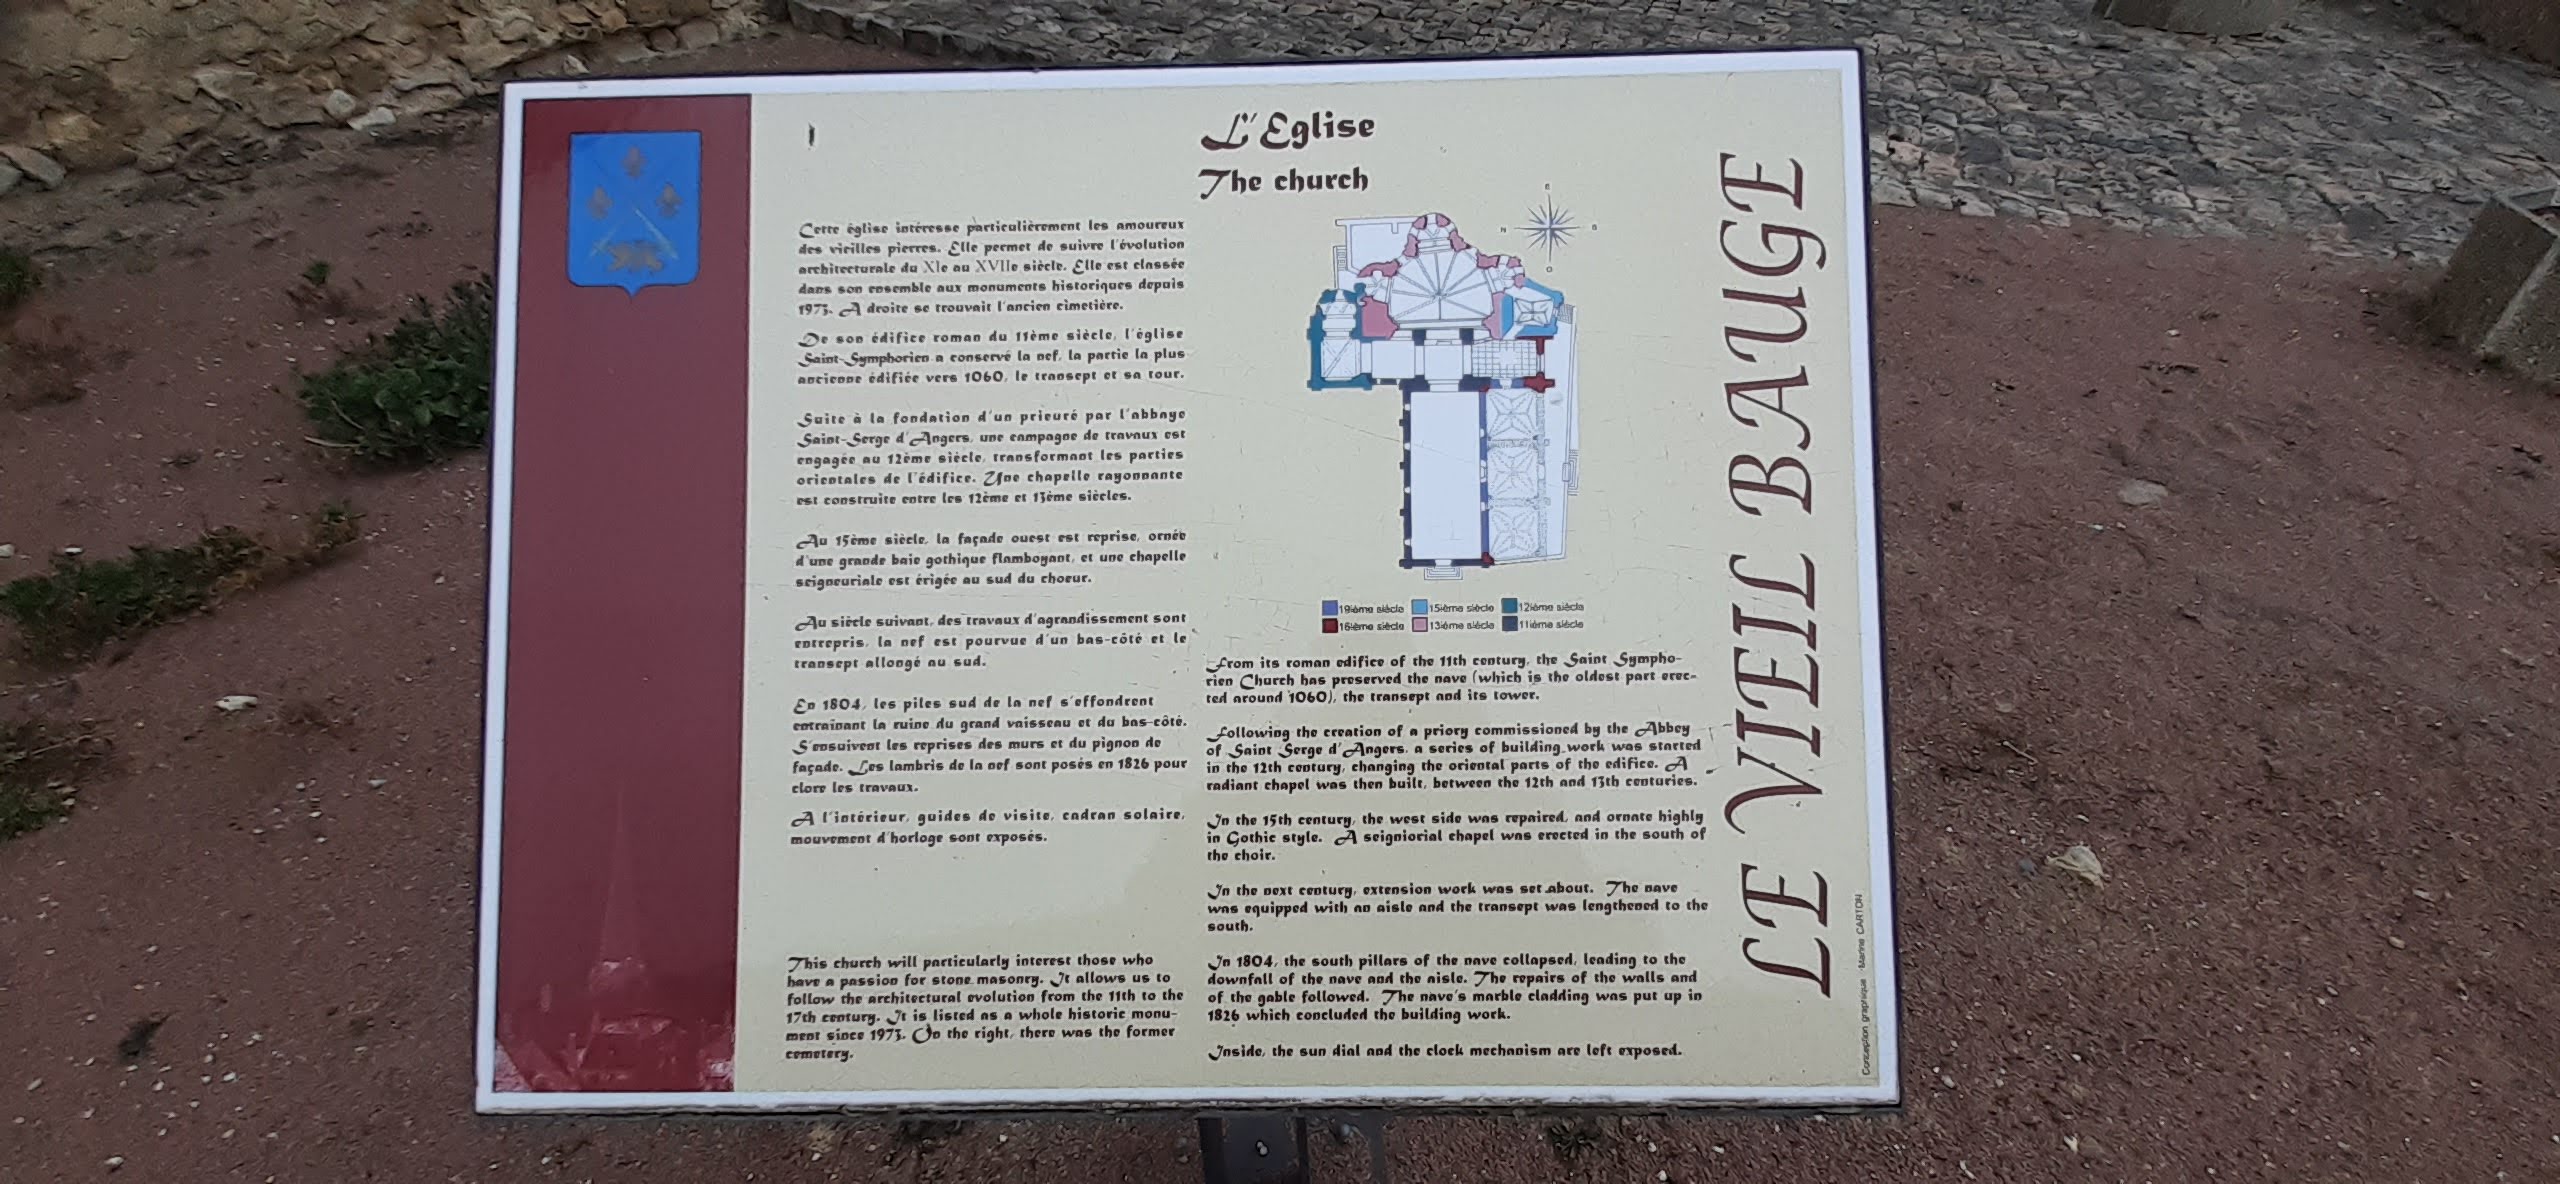 L'Eglise
The church
Cette église intéresse particulièrement les amoureux
des vieilles pierres. Elle permet de suivre l'évolution
architecturale du XIe au XVIIe siècle. Elle est classée
dans son ensemble aux monuments historiques depuis
1973. A droite se trouvait l'ancien cimetière.
De son édifice roman du 11ème siècle, l'église
Saint-Symphorien a conservé la nef, la partie la plus
ancienne édifiée vers 1060, le transept et sa tour.
Suite à la fondation d'un prieuré par l'abbaye
Saint-Serge d'Angers, une campagne de travaux est
engagée au 12ème siècle, transformant les parties
orientales de l'édifice. Une chapelle rayonnante
est construite entre les 12ème et 13ème siècles.
Au 15ème siècle, la façade ouest est reprise, ornée
d'une grande baie gothique flamboyant, et une chapelle
seigneuriale est érigée au sud du choeur.
Au siècle suivant, des travaux d'agrandissement sont
entrepris, la nef est pourvue d'un bas-côté et le
transept allongé au sud.
En 1804, les piles sud de la nef s'effondrent
entraînant la ruine du grand vaisseau et du bas-côté.
S'ensuivent les reprises des murs et du pignon de
façade. Les lambris de la nef sont posés en 1826 pour
clore les travaux.
A l'intérieur, guides de visite, cadran solaire,
mouvement d'horloge sont exposés.
This church will particularly interest those who
have a passion for stone masonry. It allows us to
follow the architectural evolution from the 11th to the
17th century. It is listed as a whole historic monu-
ment since 1973. On the right, there was the former
cemetery.
E
N S
O
19ième siècle 15ième siècle 12ième siècle
16ième siècle 13ième siècle 11ième siècle
From its roman edifice of the 11th century, the Saint Sympho-
rien Church has preserved the nave (which is the oldest part erec-
ted around 1060), the transept and its tower.
Following the creation of a priory commissioned by the Abbey
of Saint Serge d'Angers, a series of building work was started
in the 12th century, changing the oriental parts of the edifice. A
radiant chapel was then built, between the 12th and 13th centuries.
In the 15th century, the west side was repaired, and ornate highly
in Gothic style. A seigniorial chapel was erected in the south of
the choir.
In the next century, extension work was set about. The nave
was equipped with an aisle and the transept was lengthened to the
south.
In 1804, the south pillars of the nave collapsed, leading to the
downfall of the nave and the aisle. The repairs of the walls and
of the gable followed. The nave's marble cladding was put up in
1826 which concluded the building work.
Inside, the sun dial and the clock mechanism are left exposed.
LE VIEIL BAUGE
Conception graphique : Marine CARTON